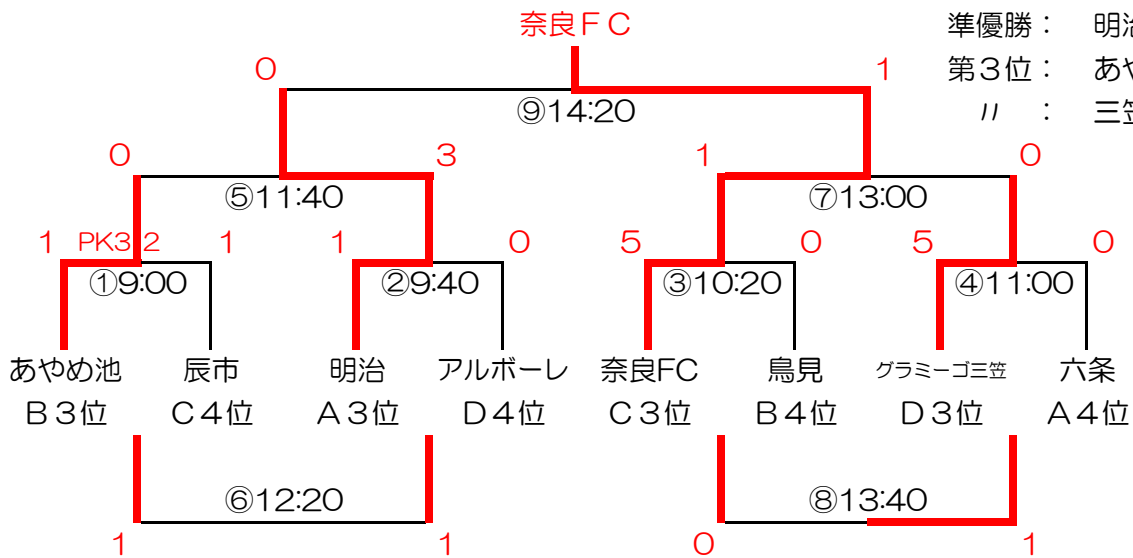 奈良ＦＣ
準優勝： 明治
第３位： あや
〃 ： 三笠
0 1
⑨14:20
0 3 1 0
⑤11:40 ⑦13:00
1 PK3 2 1 1 0 5 0 5 0
①9:00 ②9:40 ③10:20 ④11:00
あやめ池 辰市 明治 アルボーレ 奈良FC 鳥見 グラミーゴ三笠 六条
Ｂ３位 Ｃ４位 Ａ３位 Ｄ４位 Ｃ３位 Ｂ４位 Ｄ３位 Ａ４位
⑥12:20 ⑧13:40
1 1 0 1